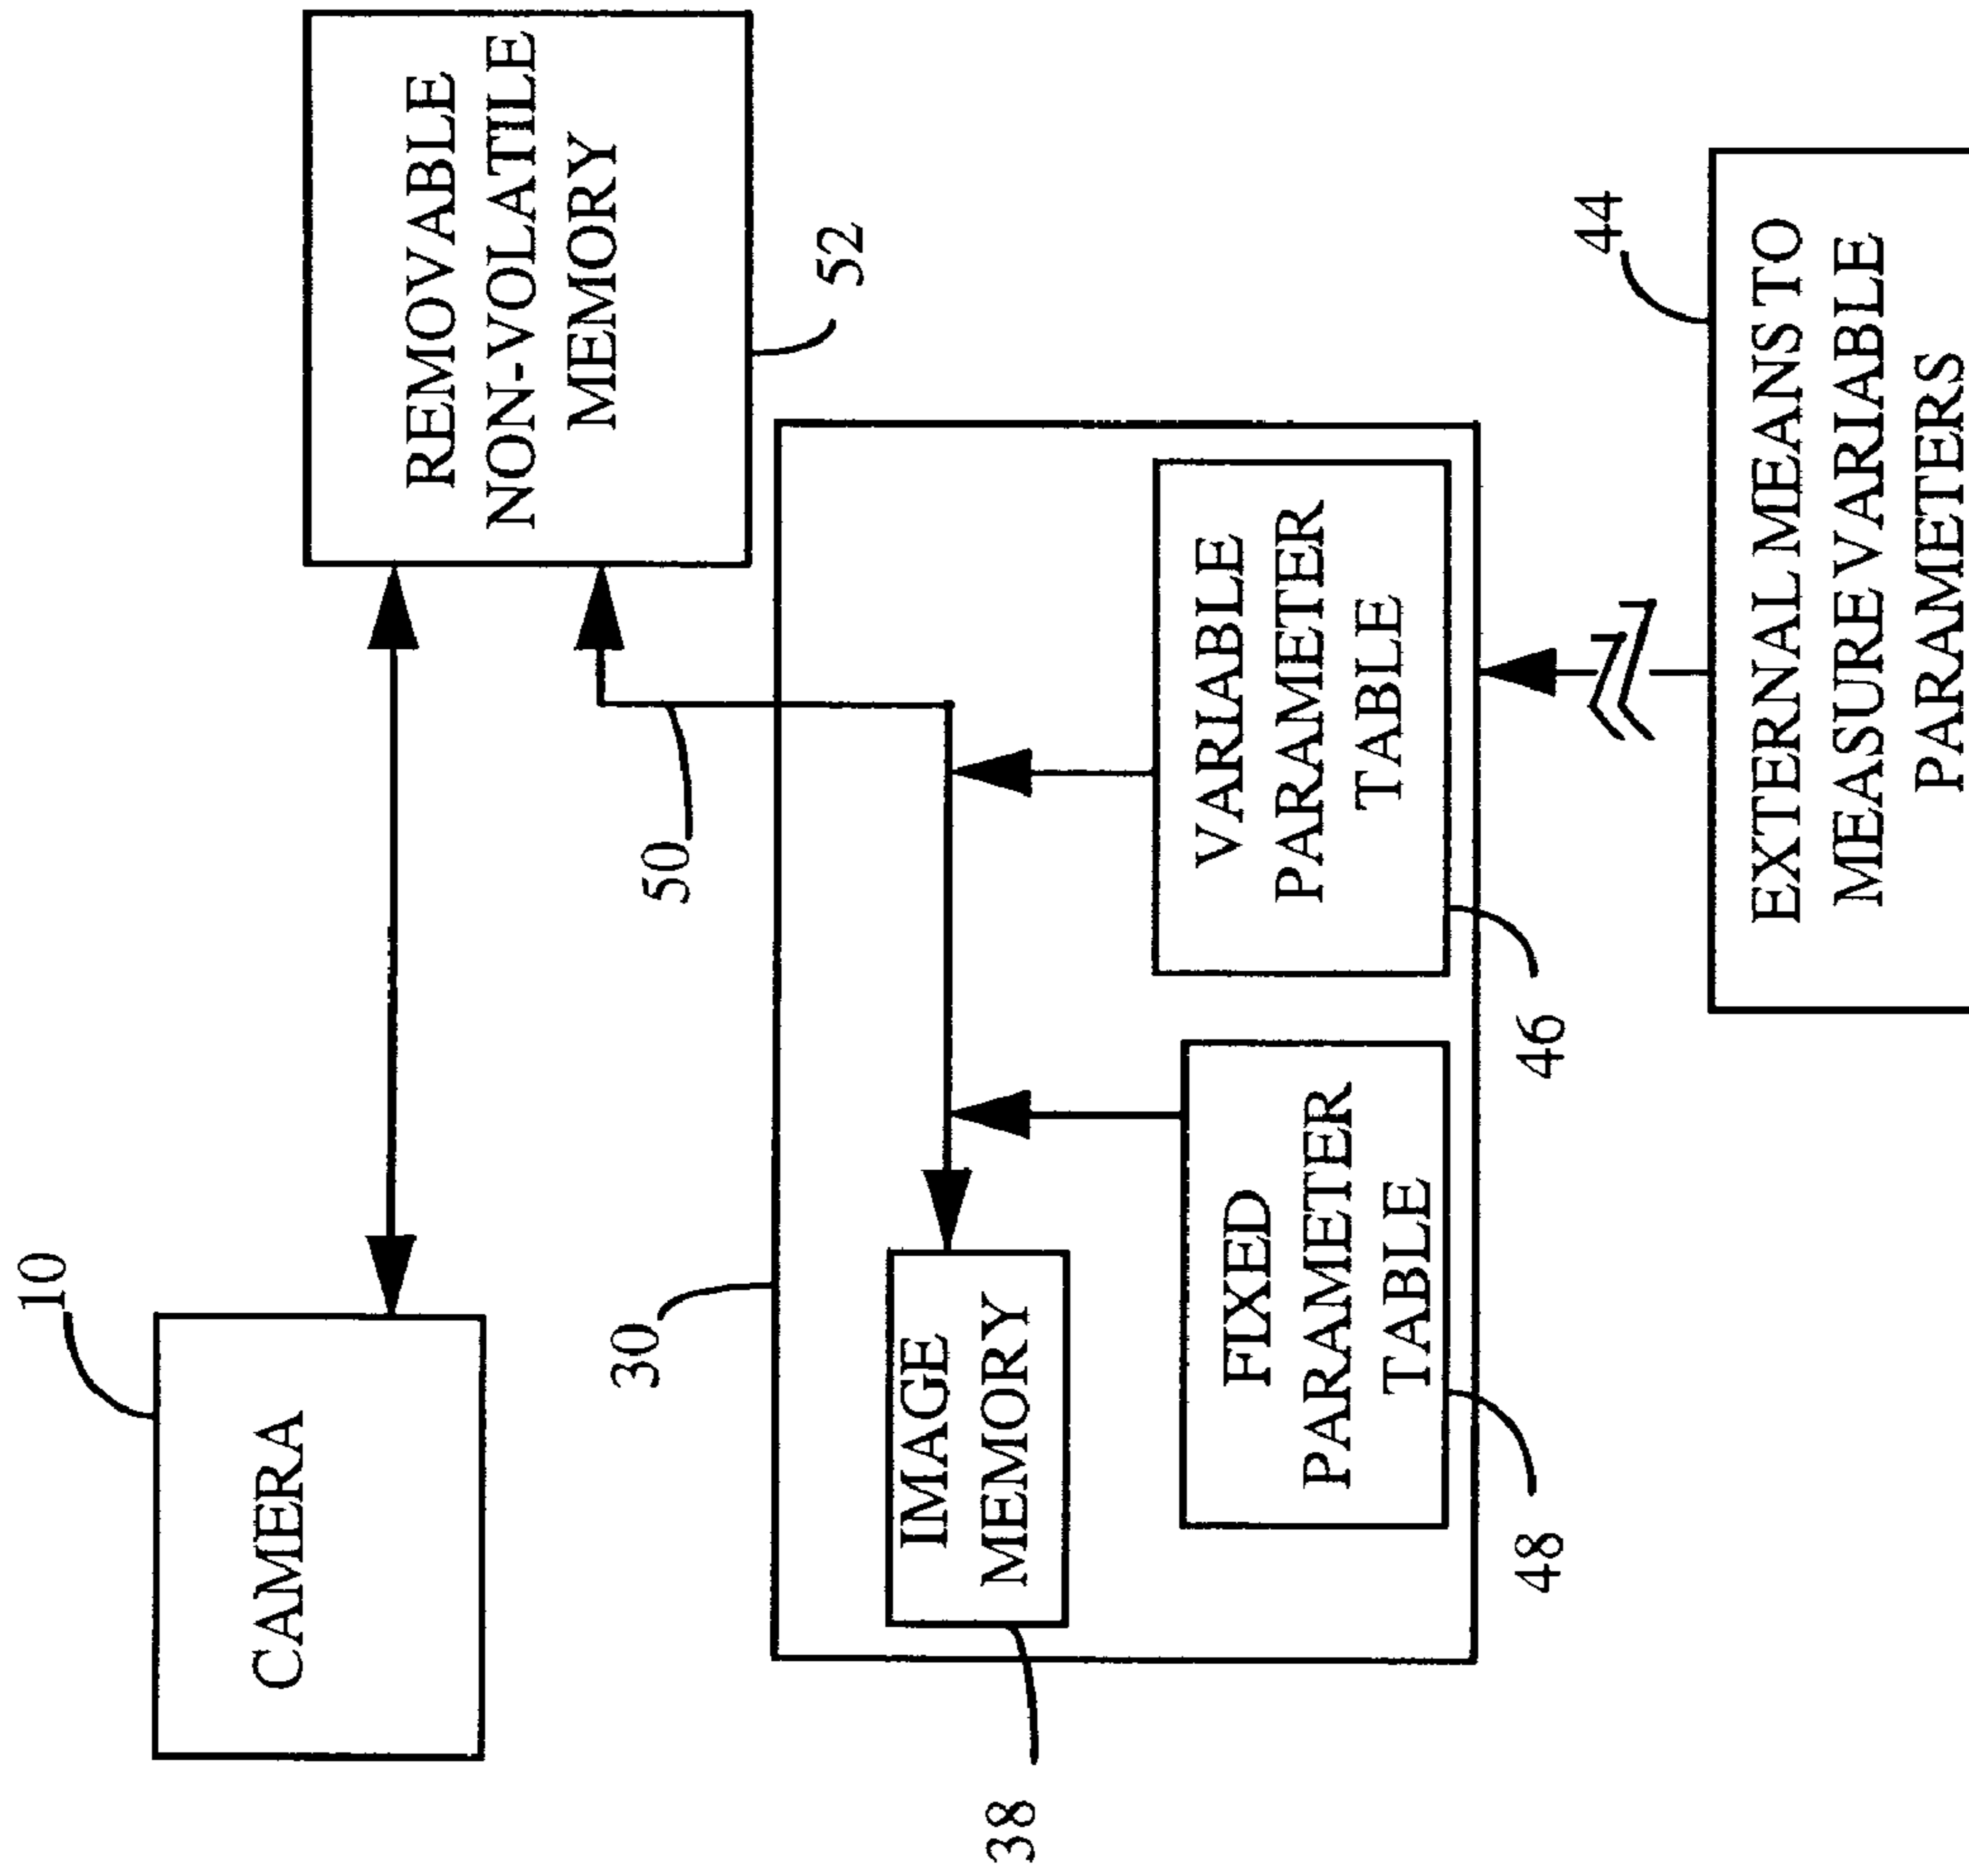 10
CAMERA
REMOVABLE
NON-VOLATILE
MEMORY
52
50
30
IMAGE
MEMORY
38
VARIABLE
PARAMETER
TABLE
46
FIXED
PARAMETER
TABLE
48
44
EXTERNAL MEANS TO
MEASURE VARIABLE
PARAMETERS